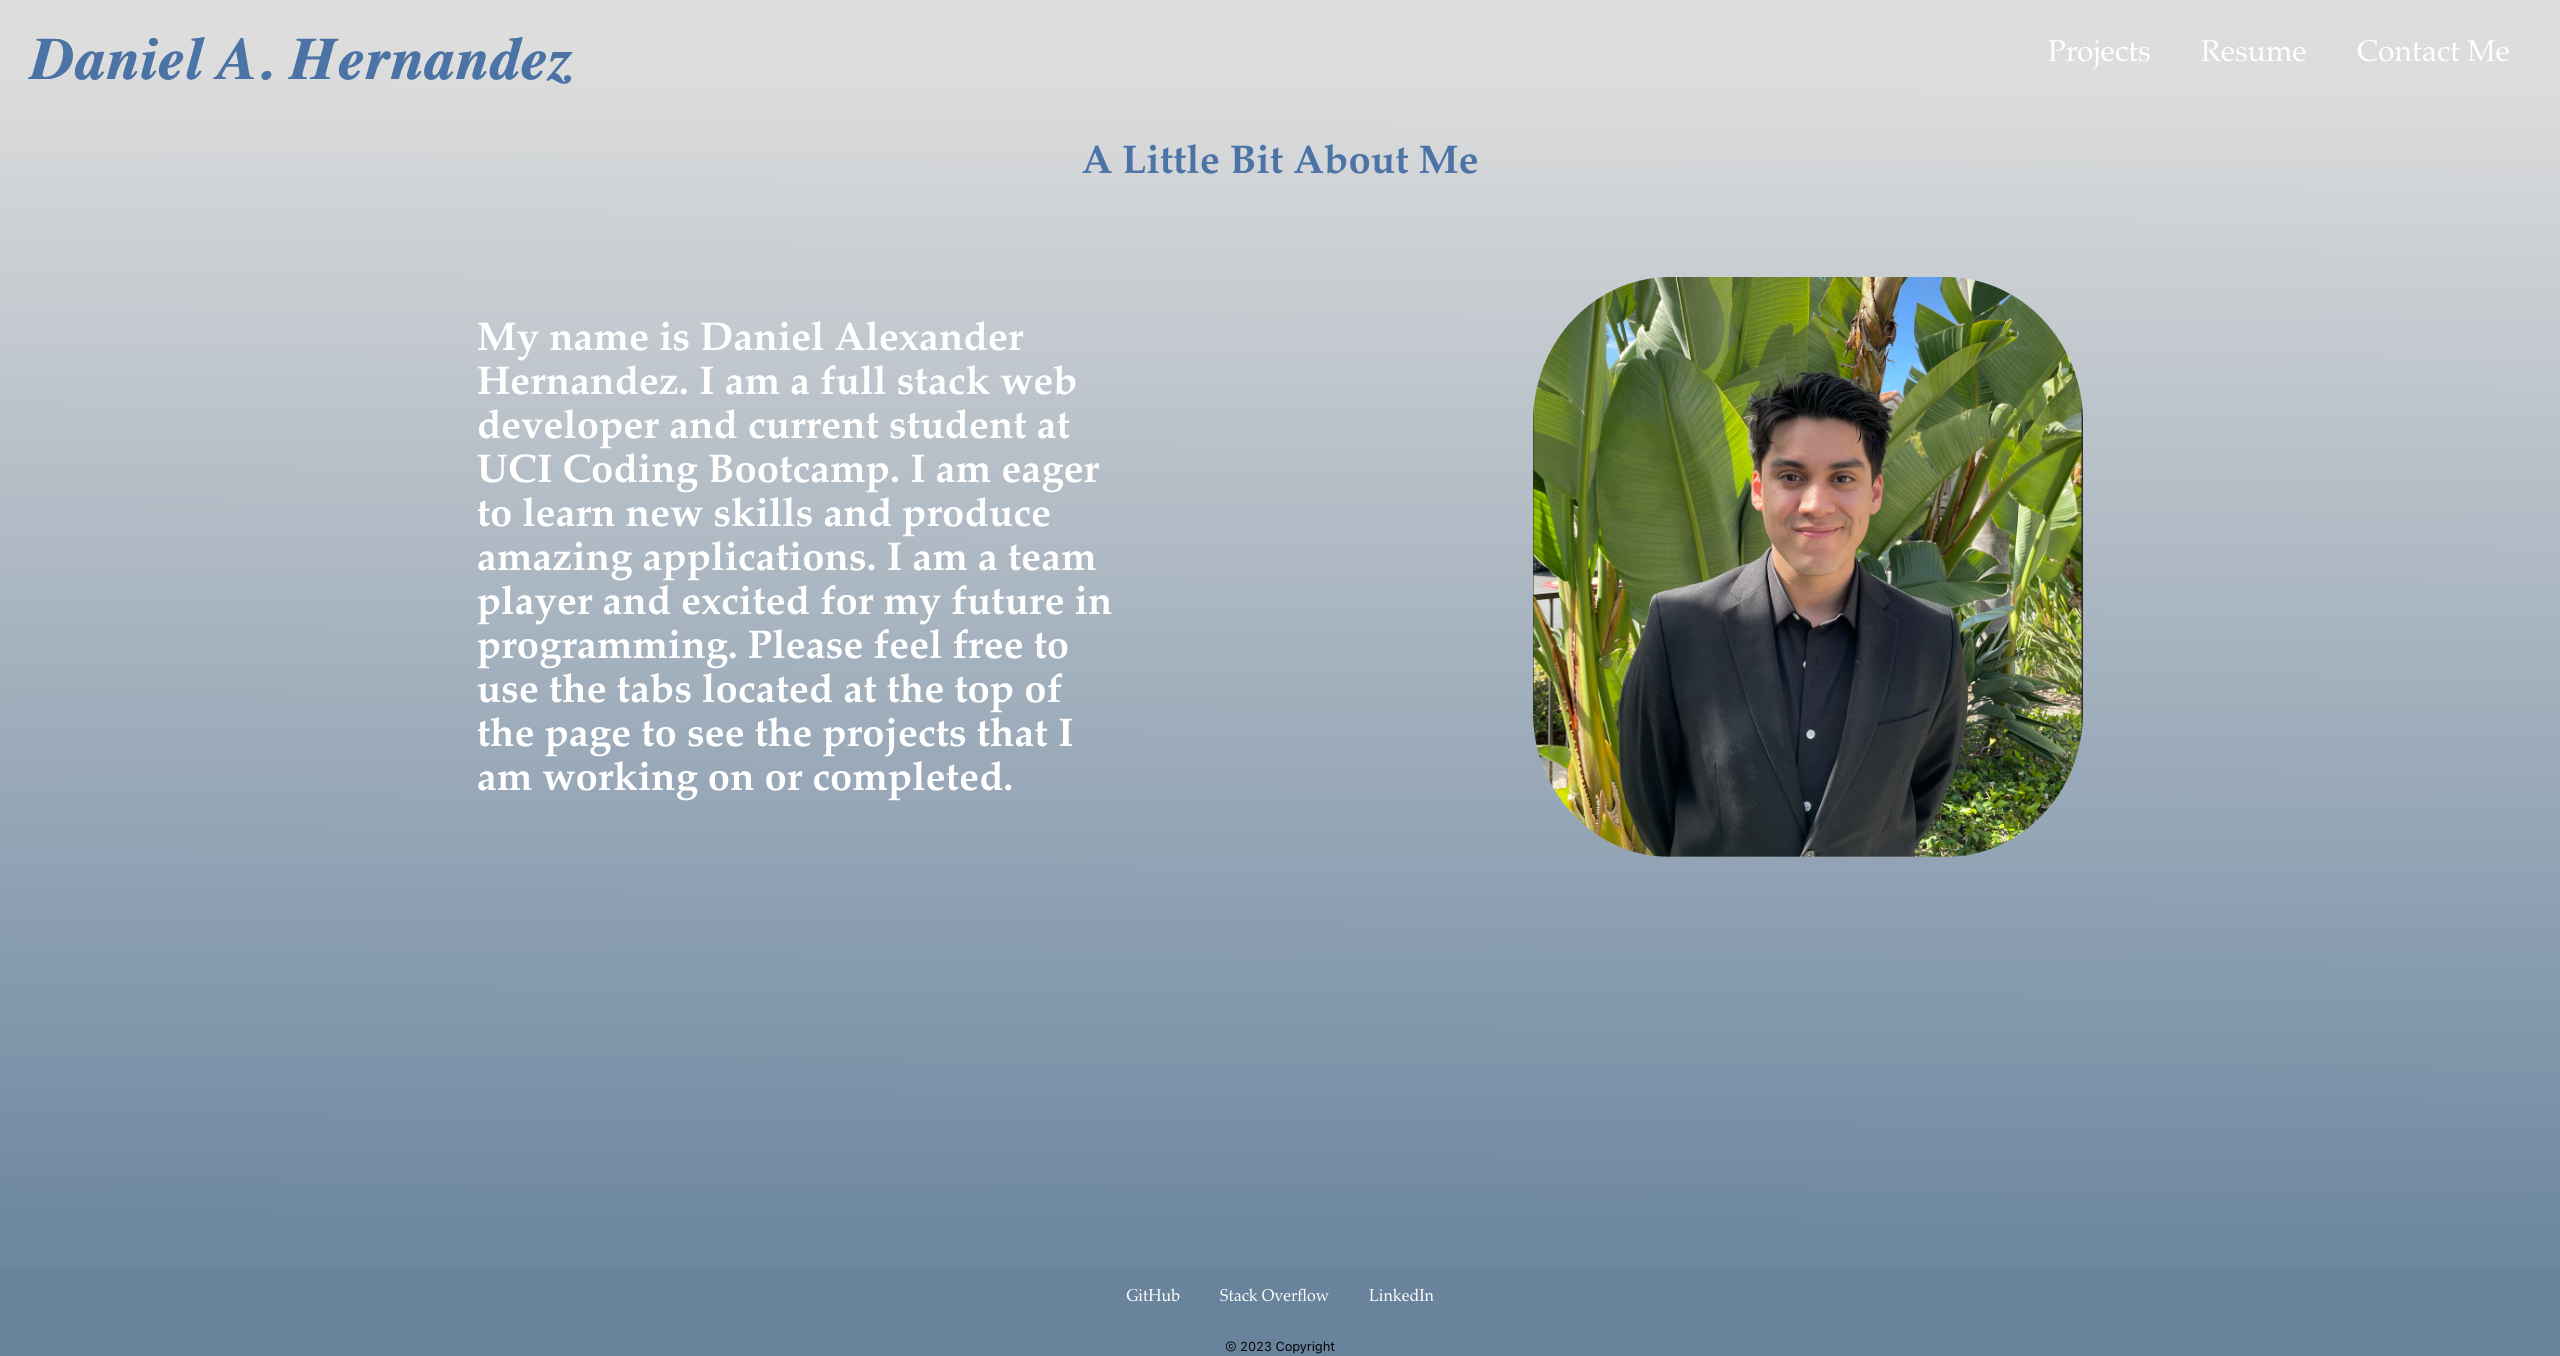 Daniel A. Hernandez
Projects Resume Contact Me
A Little Bit About Me
My name is Daniel Alexander
Hernandez. I am a full stack web
developer and current student at
UCI Coding Bootcamp. I am eager
to learn new skills and produce
amazing applications. I am a team
player and excited for my future in
programming. Please feel free to
use the tabs located at the top of
the page to see the projects that I
am working on or completed.
GitHub Stack Overflow LinkedIn
© 2023 Copyright